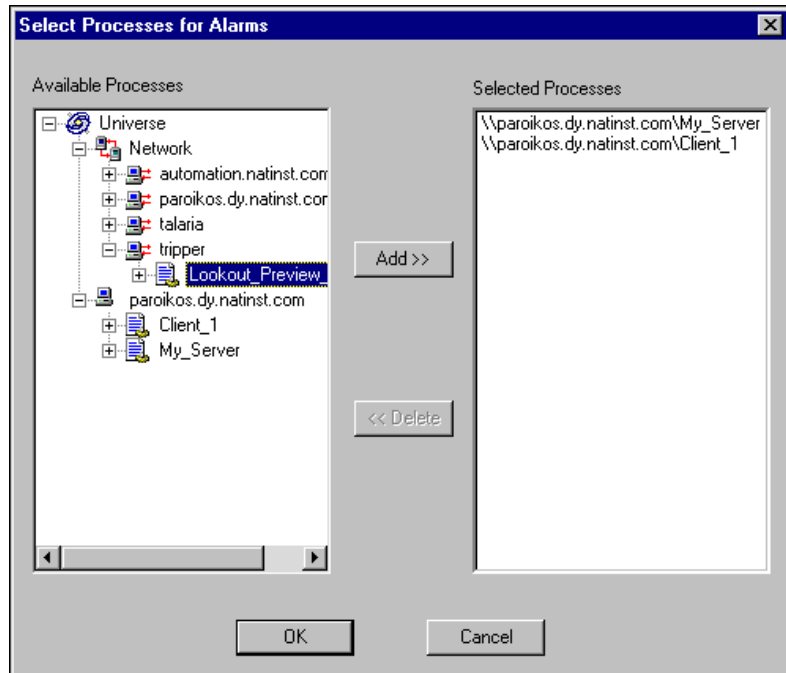 Select Processes for Alarms
Available Processes
Universe
Network
automation.natinst.com
paroikos.dy.natinst.cor
talaria
tripper
Lookout_Preview_
paroikos.dy.natinst.com
Client_1
My_Server
Add >>
<< Delete
Selected Processes
\\paroikos.dy.natinst.com\My_Server
\\paroikos.dy.natinst.com\Client_1
OK
Cancel